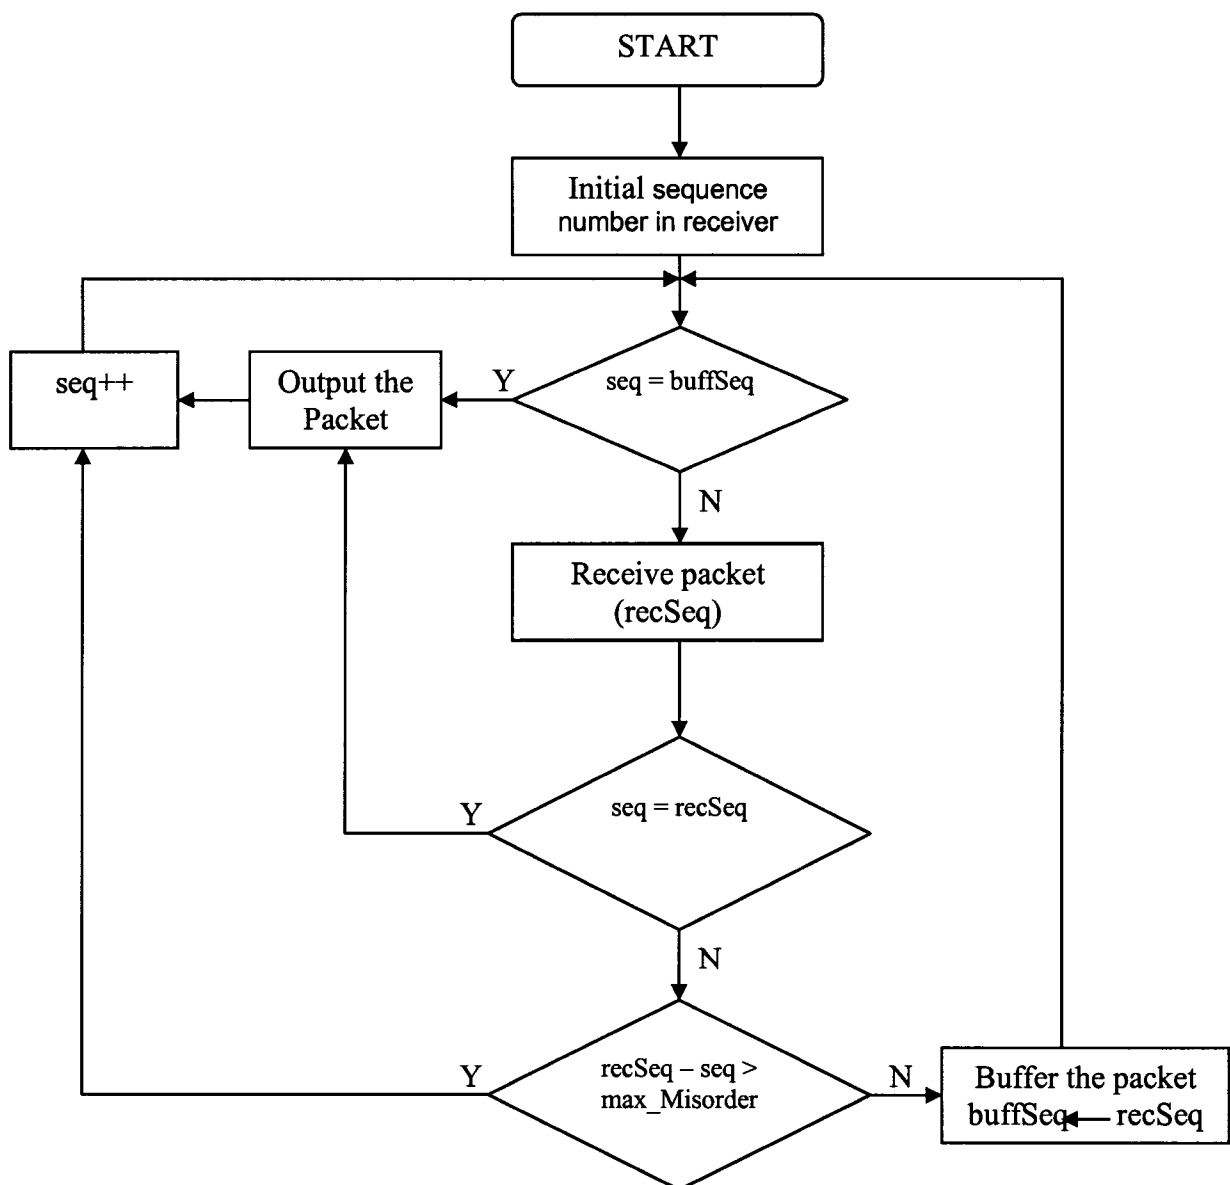 START
Initial sequence
number in receiver
seq++
Output the
Packet
Y
seq = buffSeq
N
Receive packet
(recSeq)
Y
seq = recSeq
N
Y
recSeq – seq >
max_Misorder
N
Buffer the packet
buffSeq ← recSeq